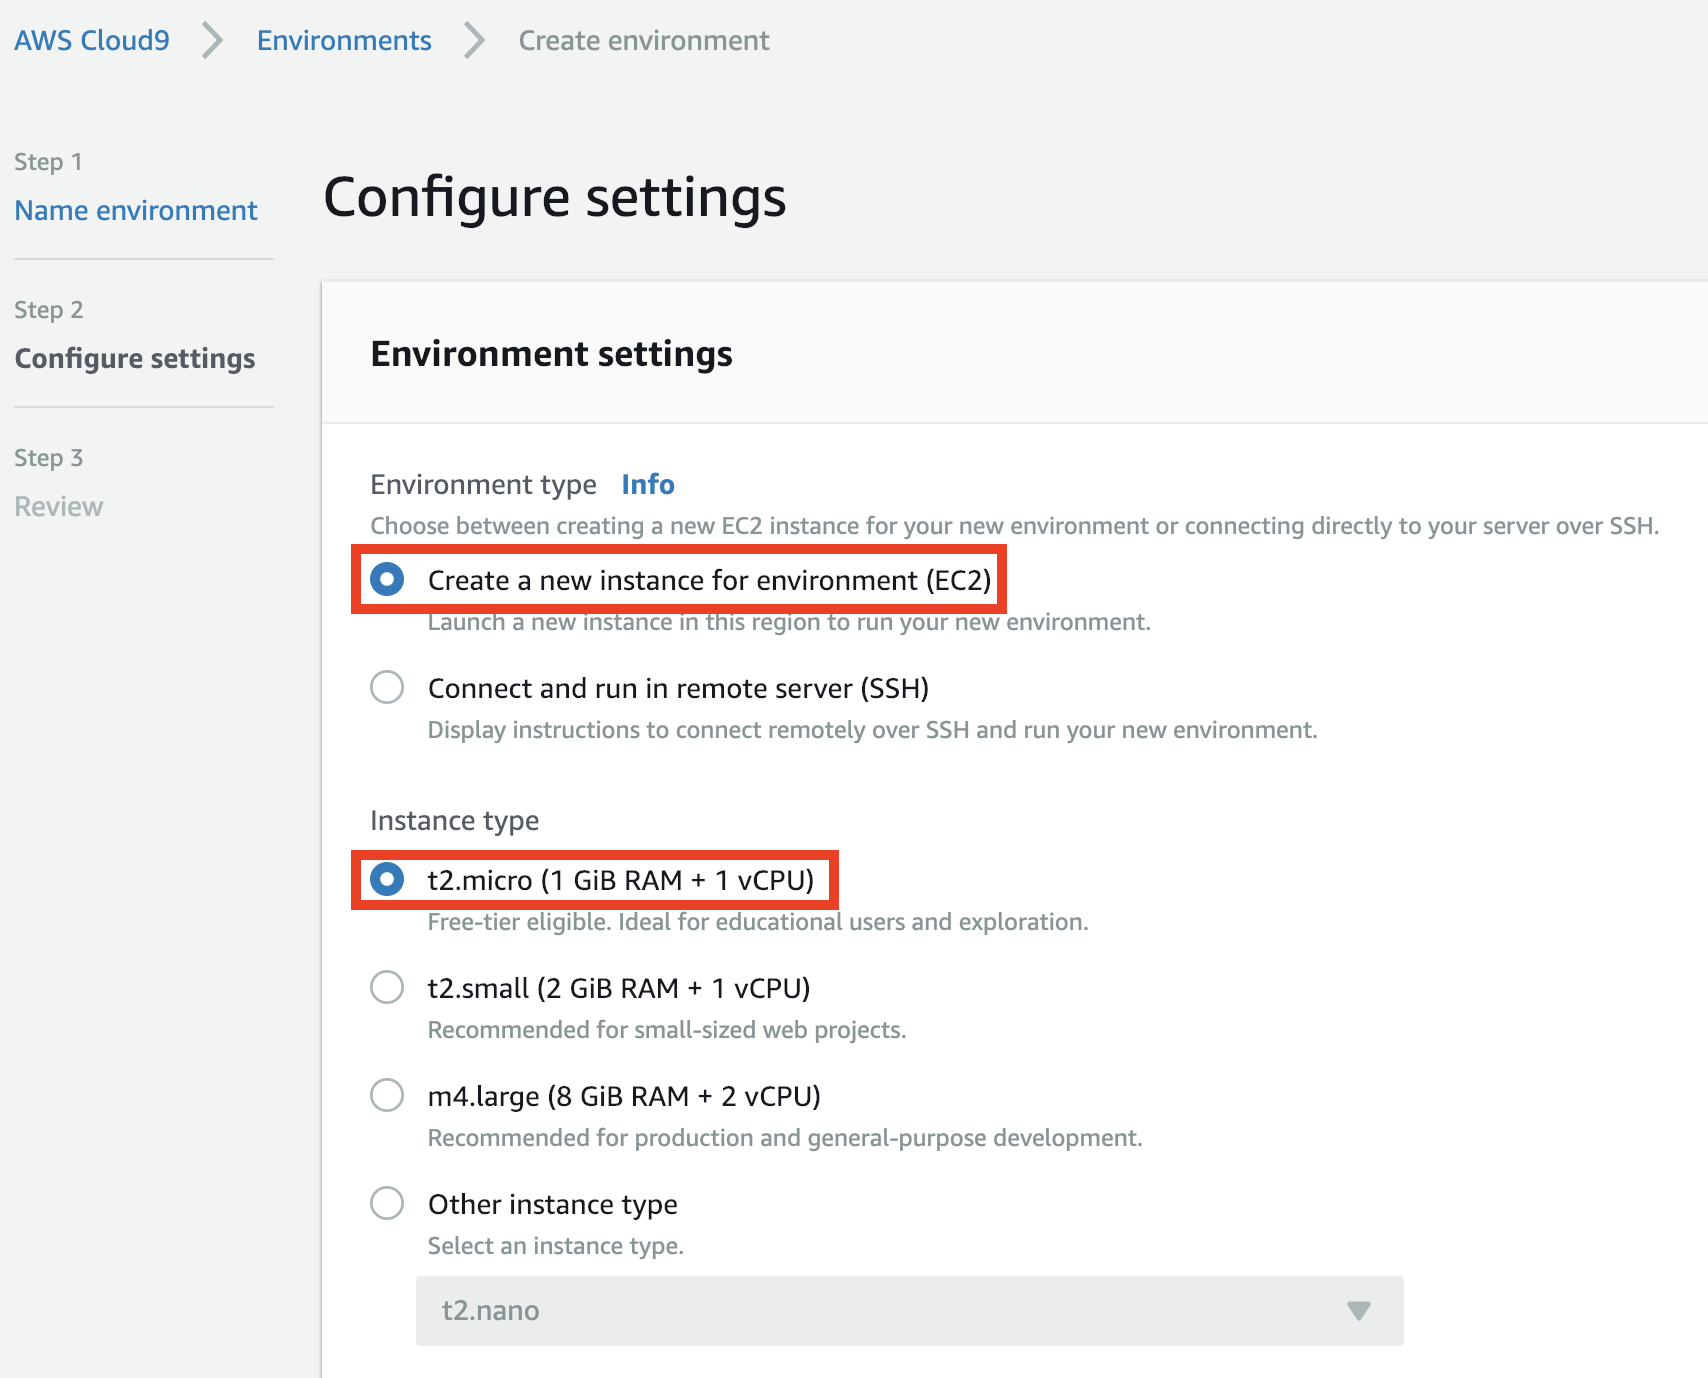 AWS Cloud9 Environments Create environment
Step 1
Name environment
Step 2
Configure settings
Step 3
Review
Configure settings
Environment settings
Environment type Info
Choose between creating a new EC2 instance for your new environment or connecting directly to your server over SSH.
Create a new instance for environment (EC2)
Launch a new instance in this region to run your new environment.
Connect and run in remote server (SSH)
Display instructions to connect remotely over SSH and run your new environment.
Instance type
t2.micro (1 GiB RAM + 1 vCPU)
Free-tier eligible. Ideal for educational users and exploration.
t2.small (2 GiB RAM + 1 vCPU)
Recommended for small-sized web projects.
m4.large (8 GiB RAM + 2 vCPU)
Recommended for production and general-purpose development.
Other instance type
Select an instance type.
t2.nano